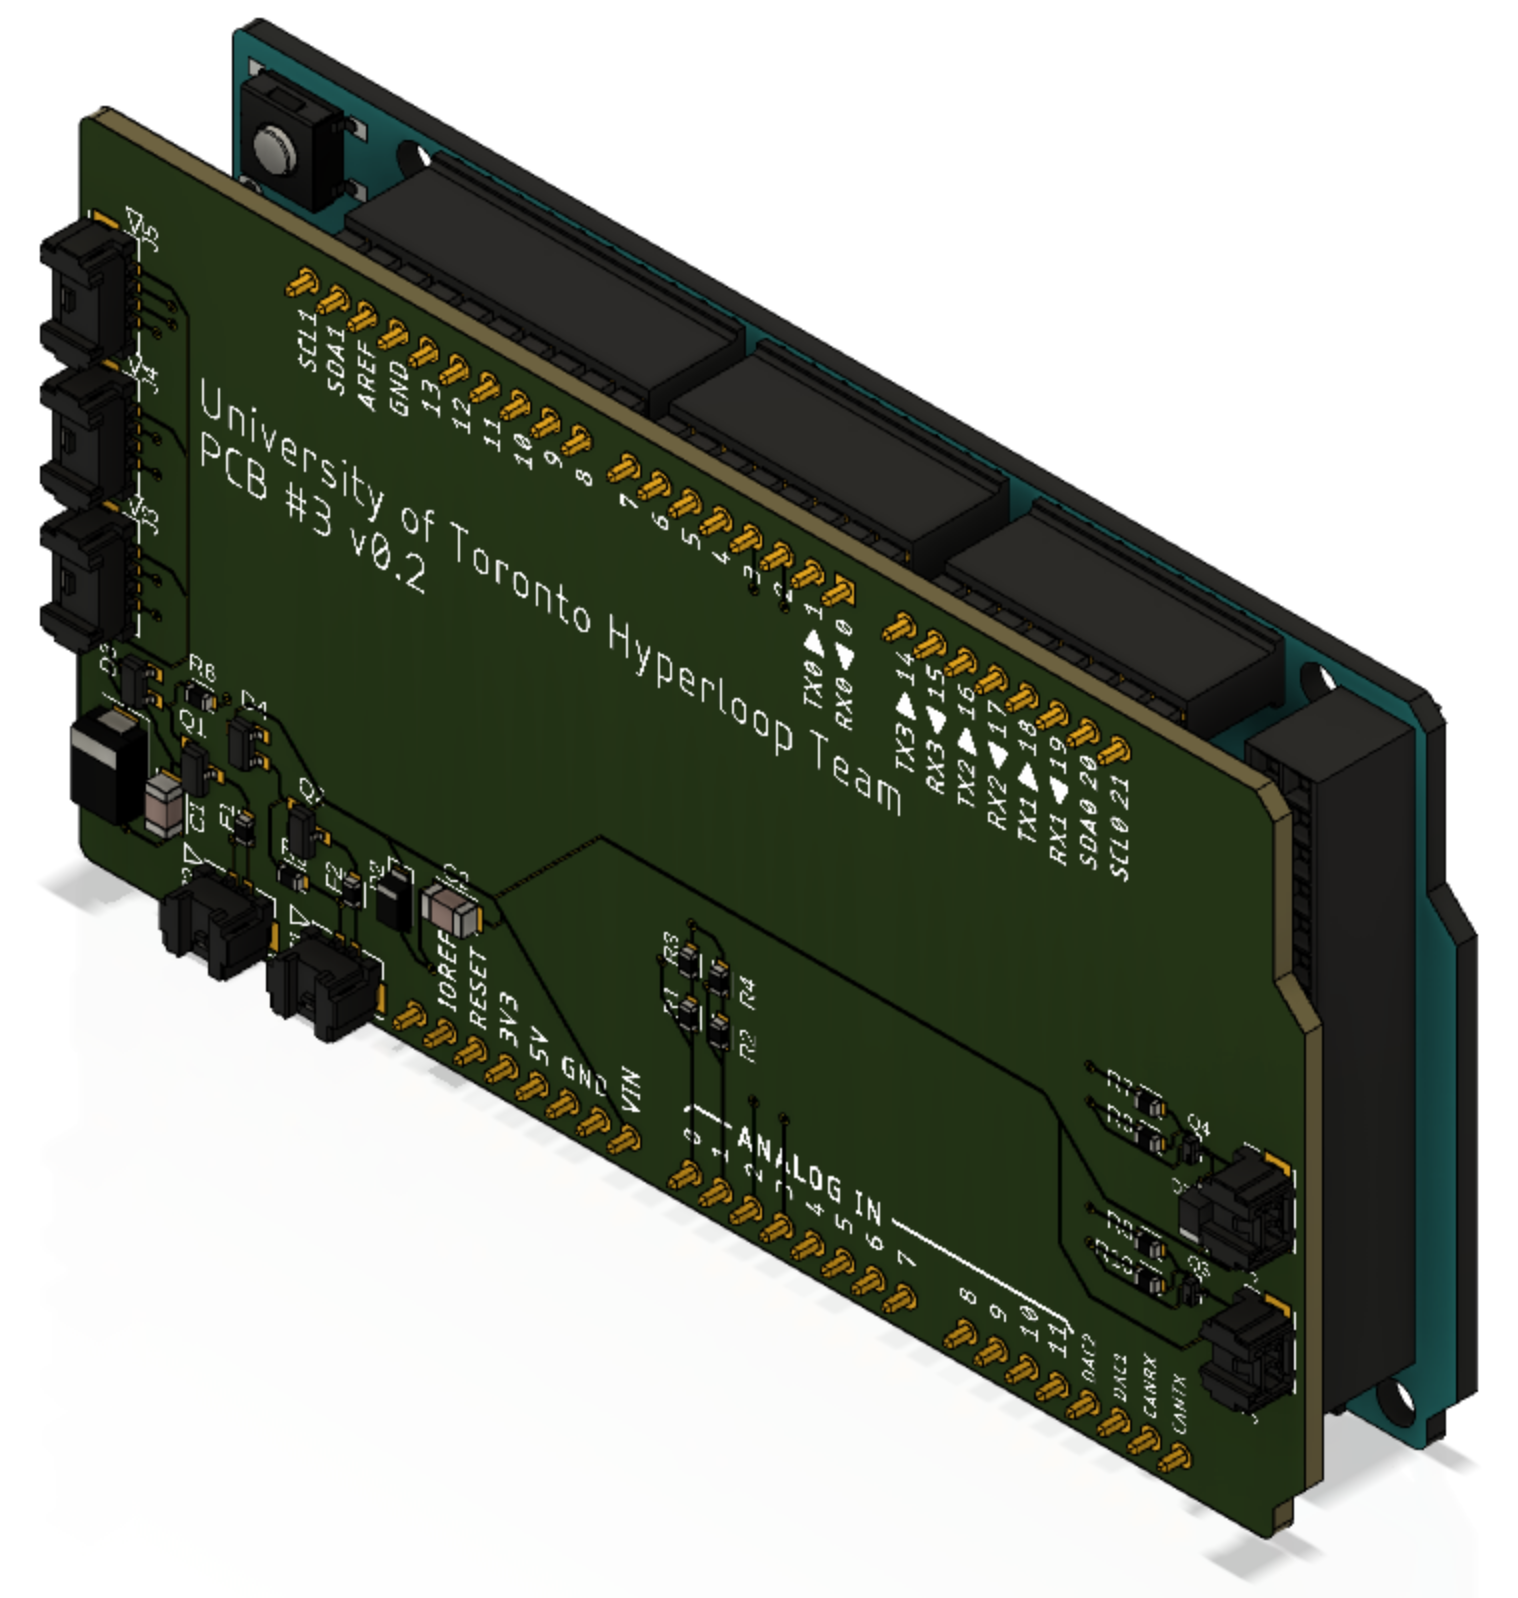 J5
J4
J3
SCL1
SDA1
AREF
GND
13
12
11
10
9
8
7
6
5
4
3
2
TX0 ▲ 1
RX0 ▼ 0
TX3 ▲ 14
RX3 ▼ 15
TX2 ▲ 16
RX2 ▼ 17
TX1 ▲ 18
RX1 ▼ 19
SDA0 20
SCL0 21
University of Toronto Hyperloop Team
PCB #3 v0.2
R6
Q1
C1
F1
F2
IOREF
RESET
3V3
5V
GND
VIN
R3
R4
R1
R2
ANALOG IN
0
1
2
3
4
5
6
7
8
9
10
11
DAC2
DAC1
CANRX
CANTX
Q4